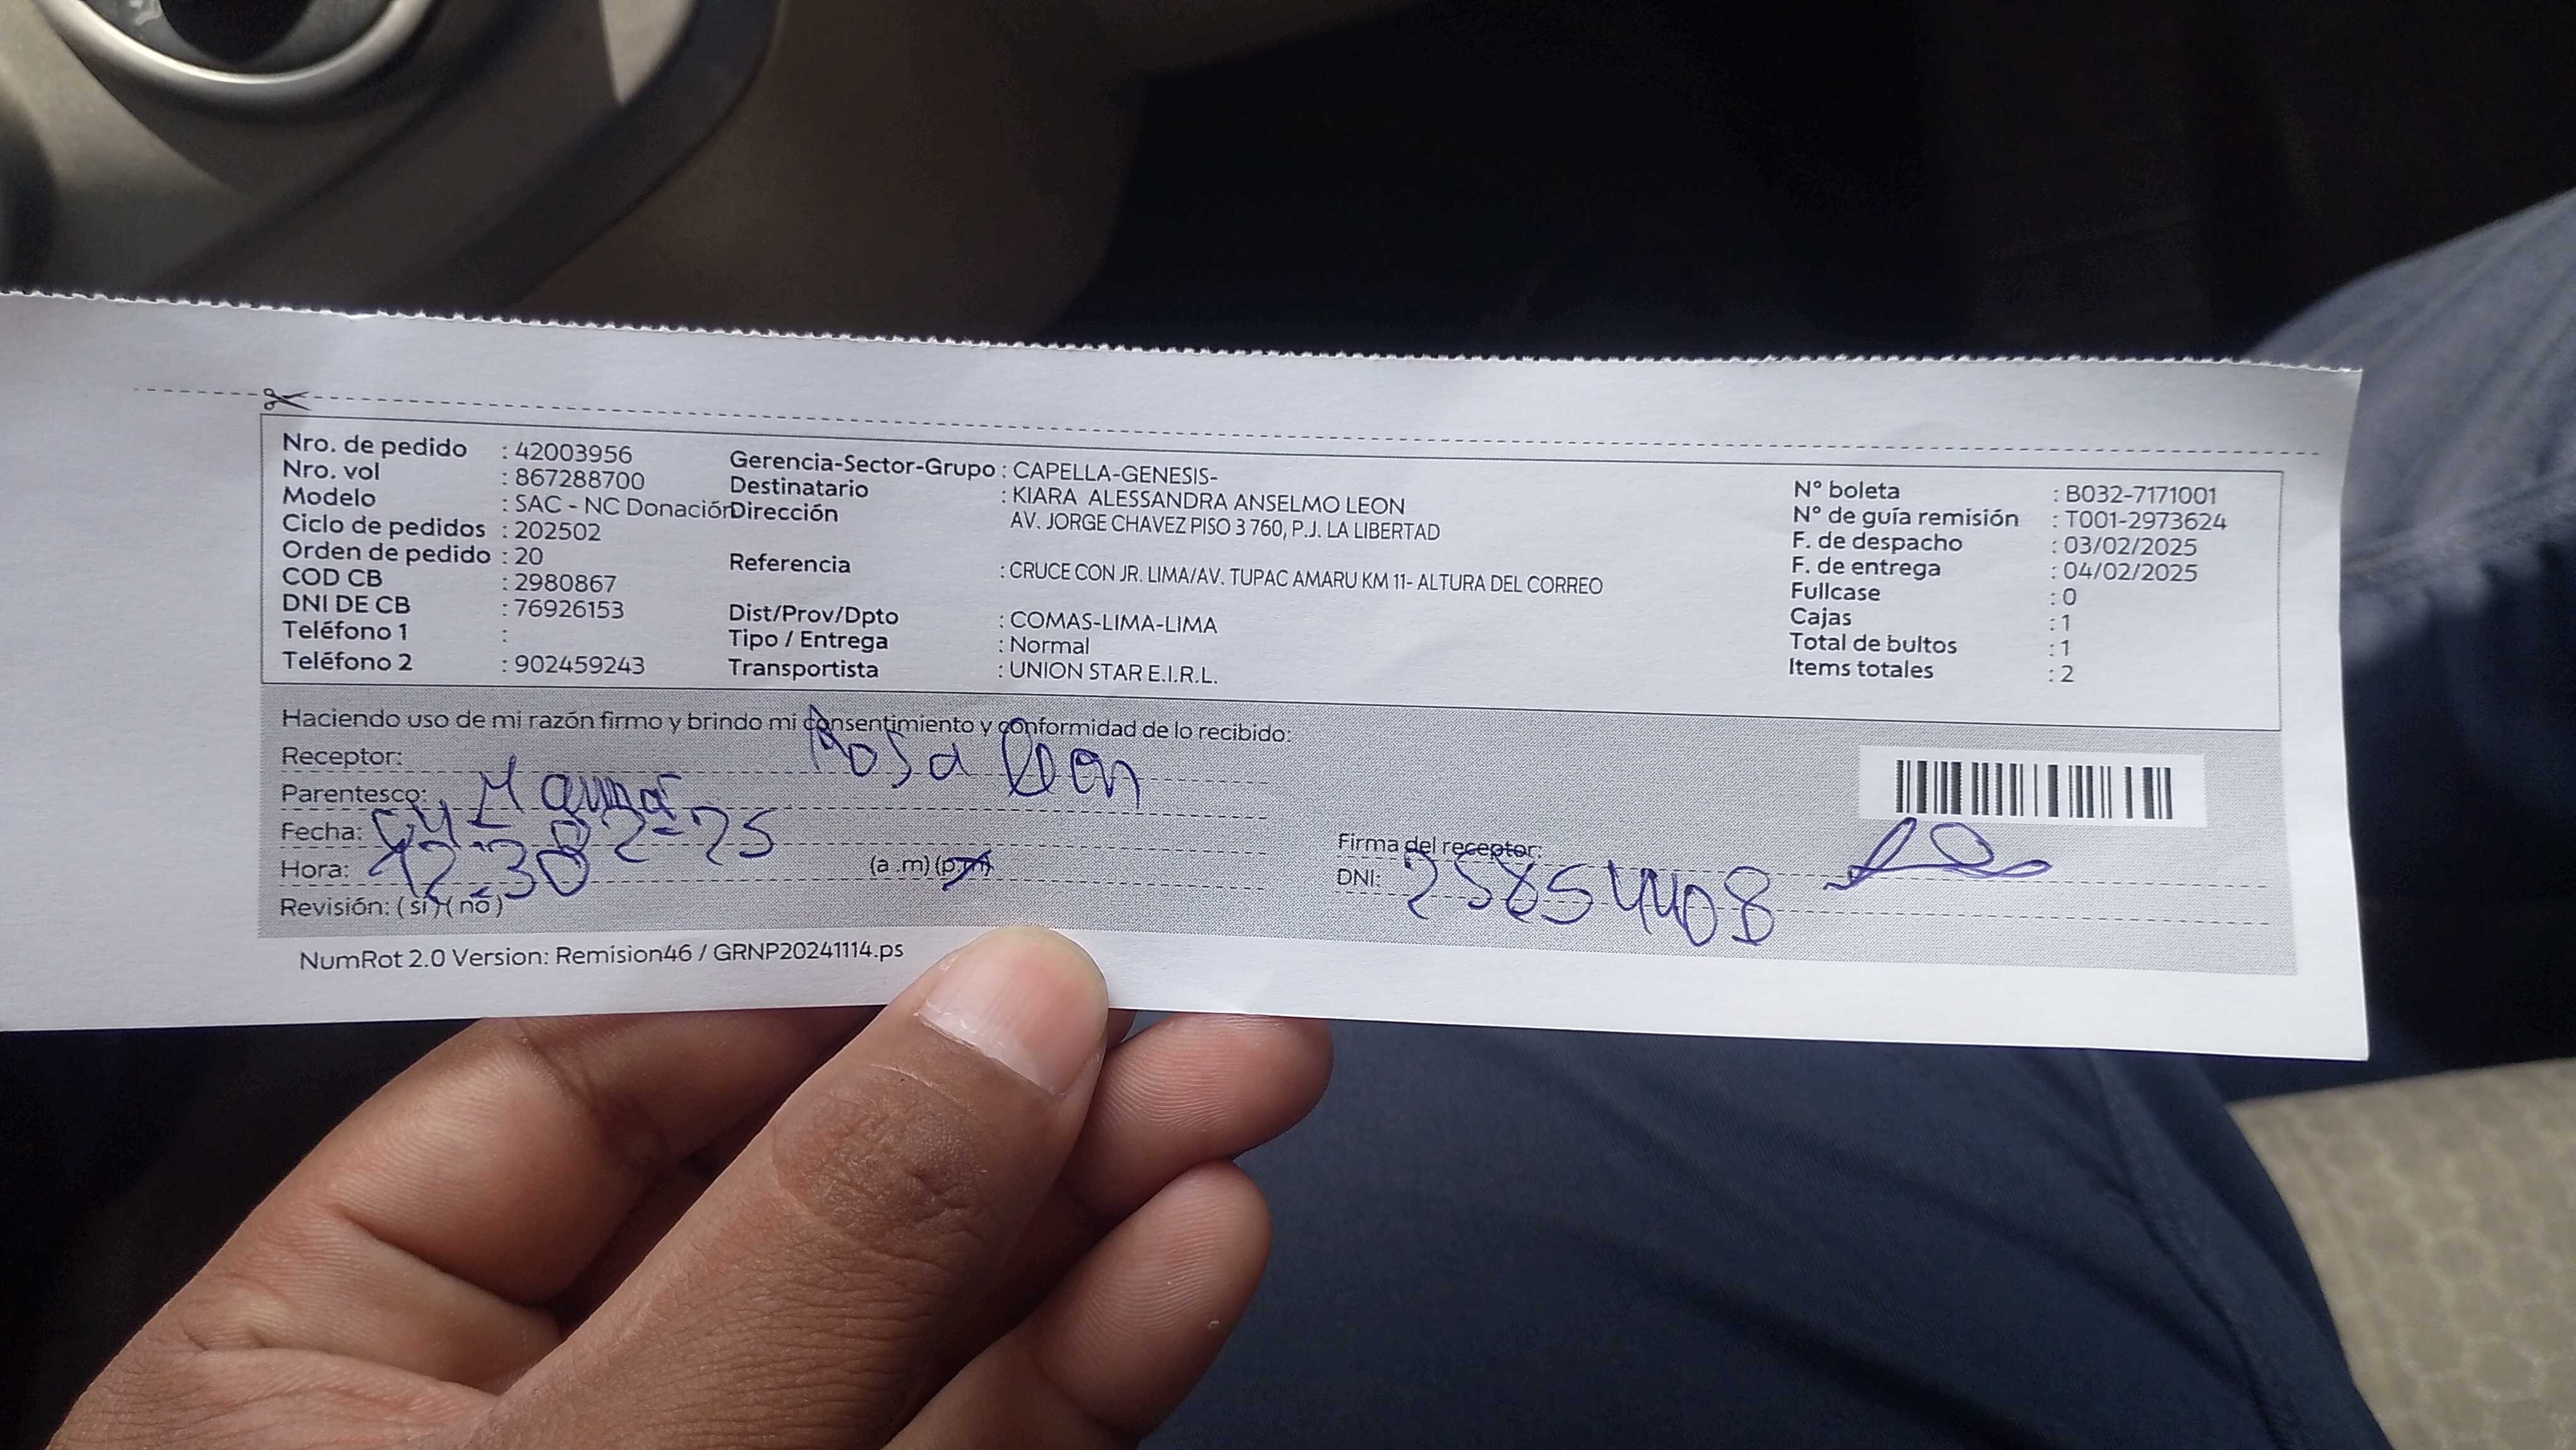 Nro. de pedido : 42003956
Nro. vol : 867288700
Modelo : SAC - NC Donación
Ciclo de pedidos : 202502
Orden de pedido : 20
COD CB : 2980867
DNI DE CB : 76926153
Teléfono 1 :
Teléfono 2 : 902459243
Gerencia-Sector-Grupo : CAPELLA-GENESIS-
Destinatario : KIARA ALESSANDRA ANSELMO LEON
Dirección AV. JORGE CHAVEZ PISO 3 760, P.J. LA LIBERTAD
Referencia : CRUCE CON JR. LIMA/AV. TUPAC AMARU KM 11- ALTURA DEL CORREO
Dist/Prov/Dpto : COMAS-LIMA-LIMA
Tipo / Entrega : Normal
Transportista : UNION STAR E.I.R.L.
N° boleta : B032-7171001
N° de guía remisión : T001-2973624
F. de despacho : 03/02/2025
F. de entrega : 04/02/2025
Fullcase : 0
Cajas : 1
Total de bultos : 1
Items totales : 2
Haciendo uso de mi razón firmo y brindo mi consentimiento y conformidad de lo recibido:
Receptor: Rosa leon
Parentesco: Mamá
Fecha: 04-02-25
Hora: 12:30 (a .m) (p.m)
Revisión: ( si ) ( no )
Firma del receptor:
DNI: 25854408
NumRot 2.0 Version: Remision46 / GRNP20241114.ps